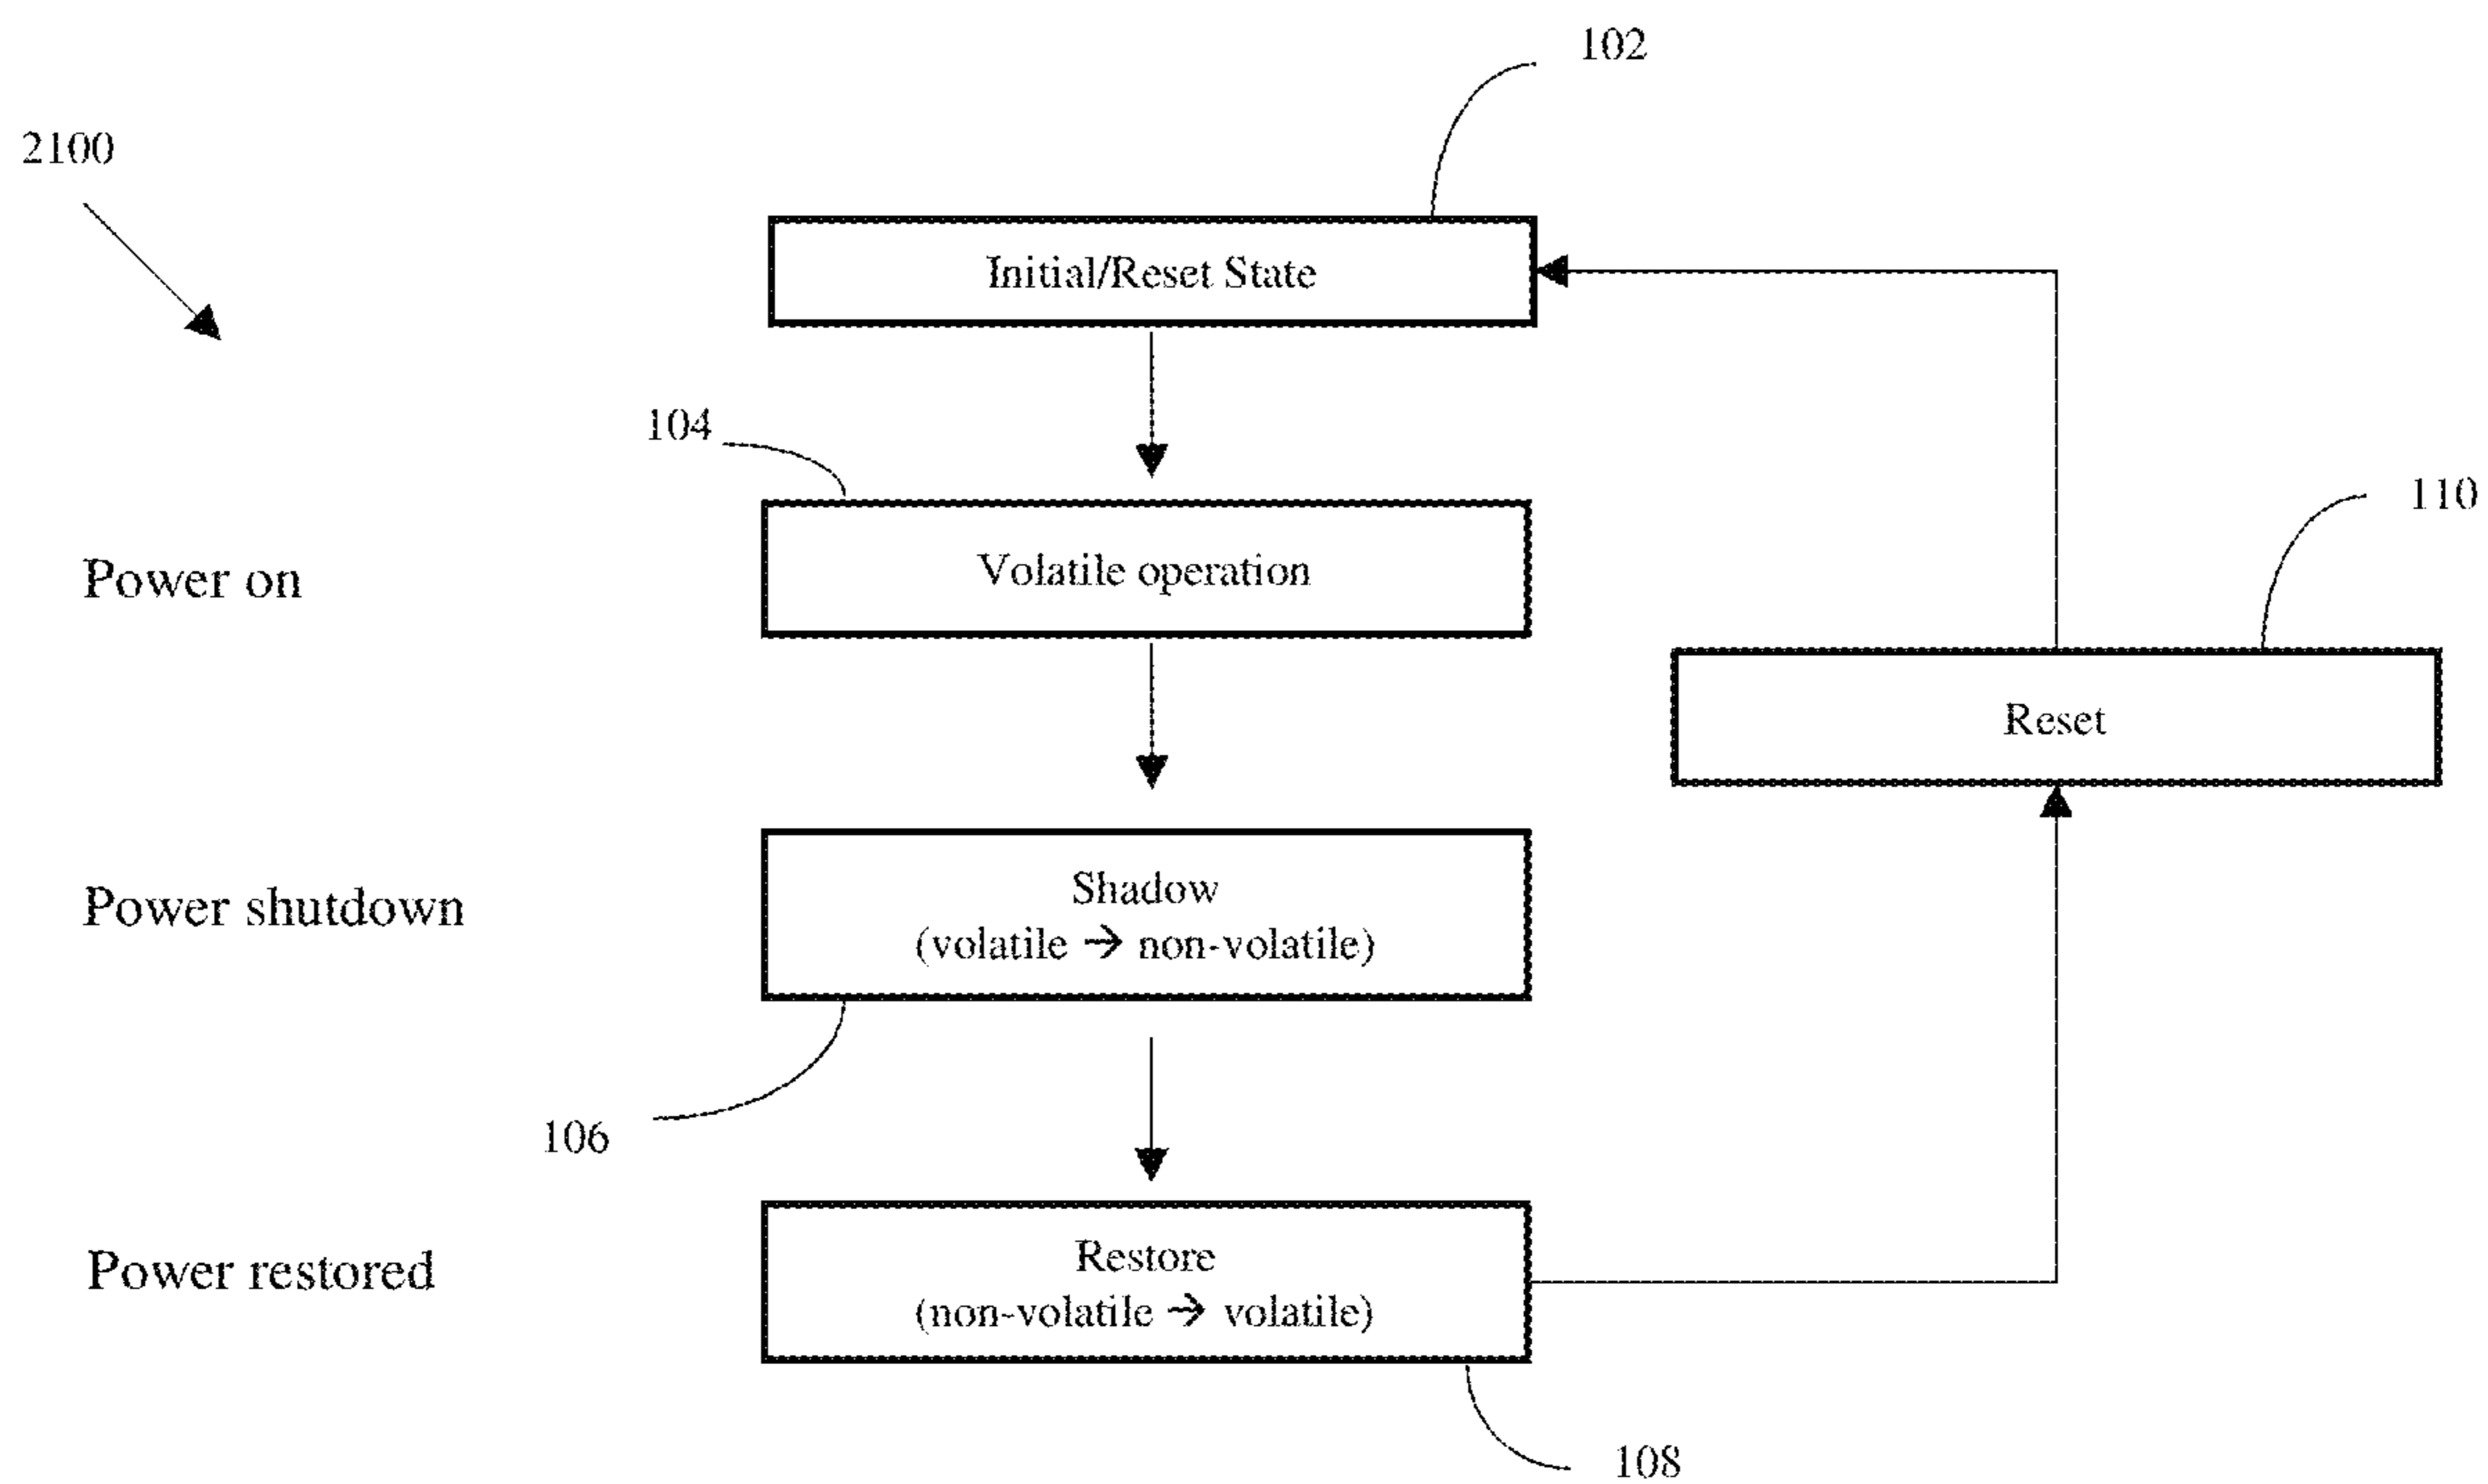 102
2100
Initial/Reset State
104
110
Power on
Volatile operation
Reset
Power shutdown
Shadow
(volatile → non-volatile)
106
Power restored
Restore
(non-volatile → volatile)
108